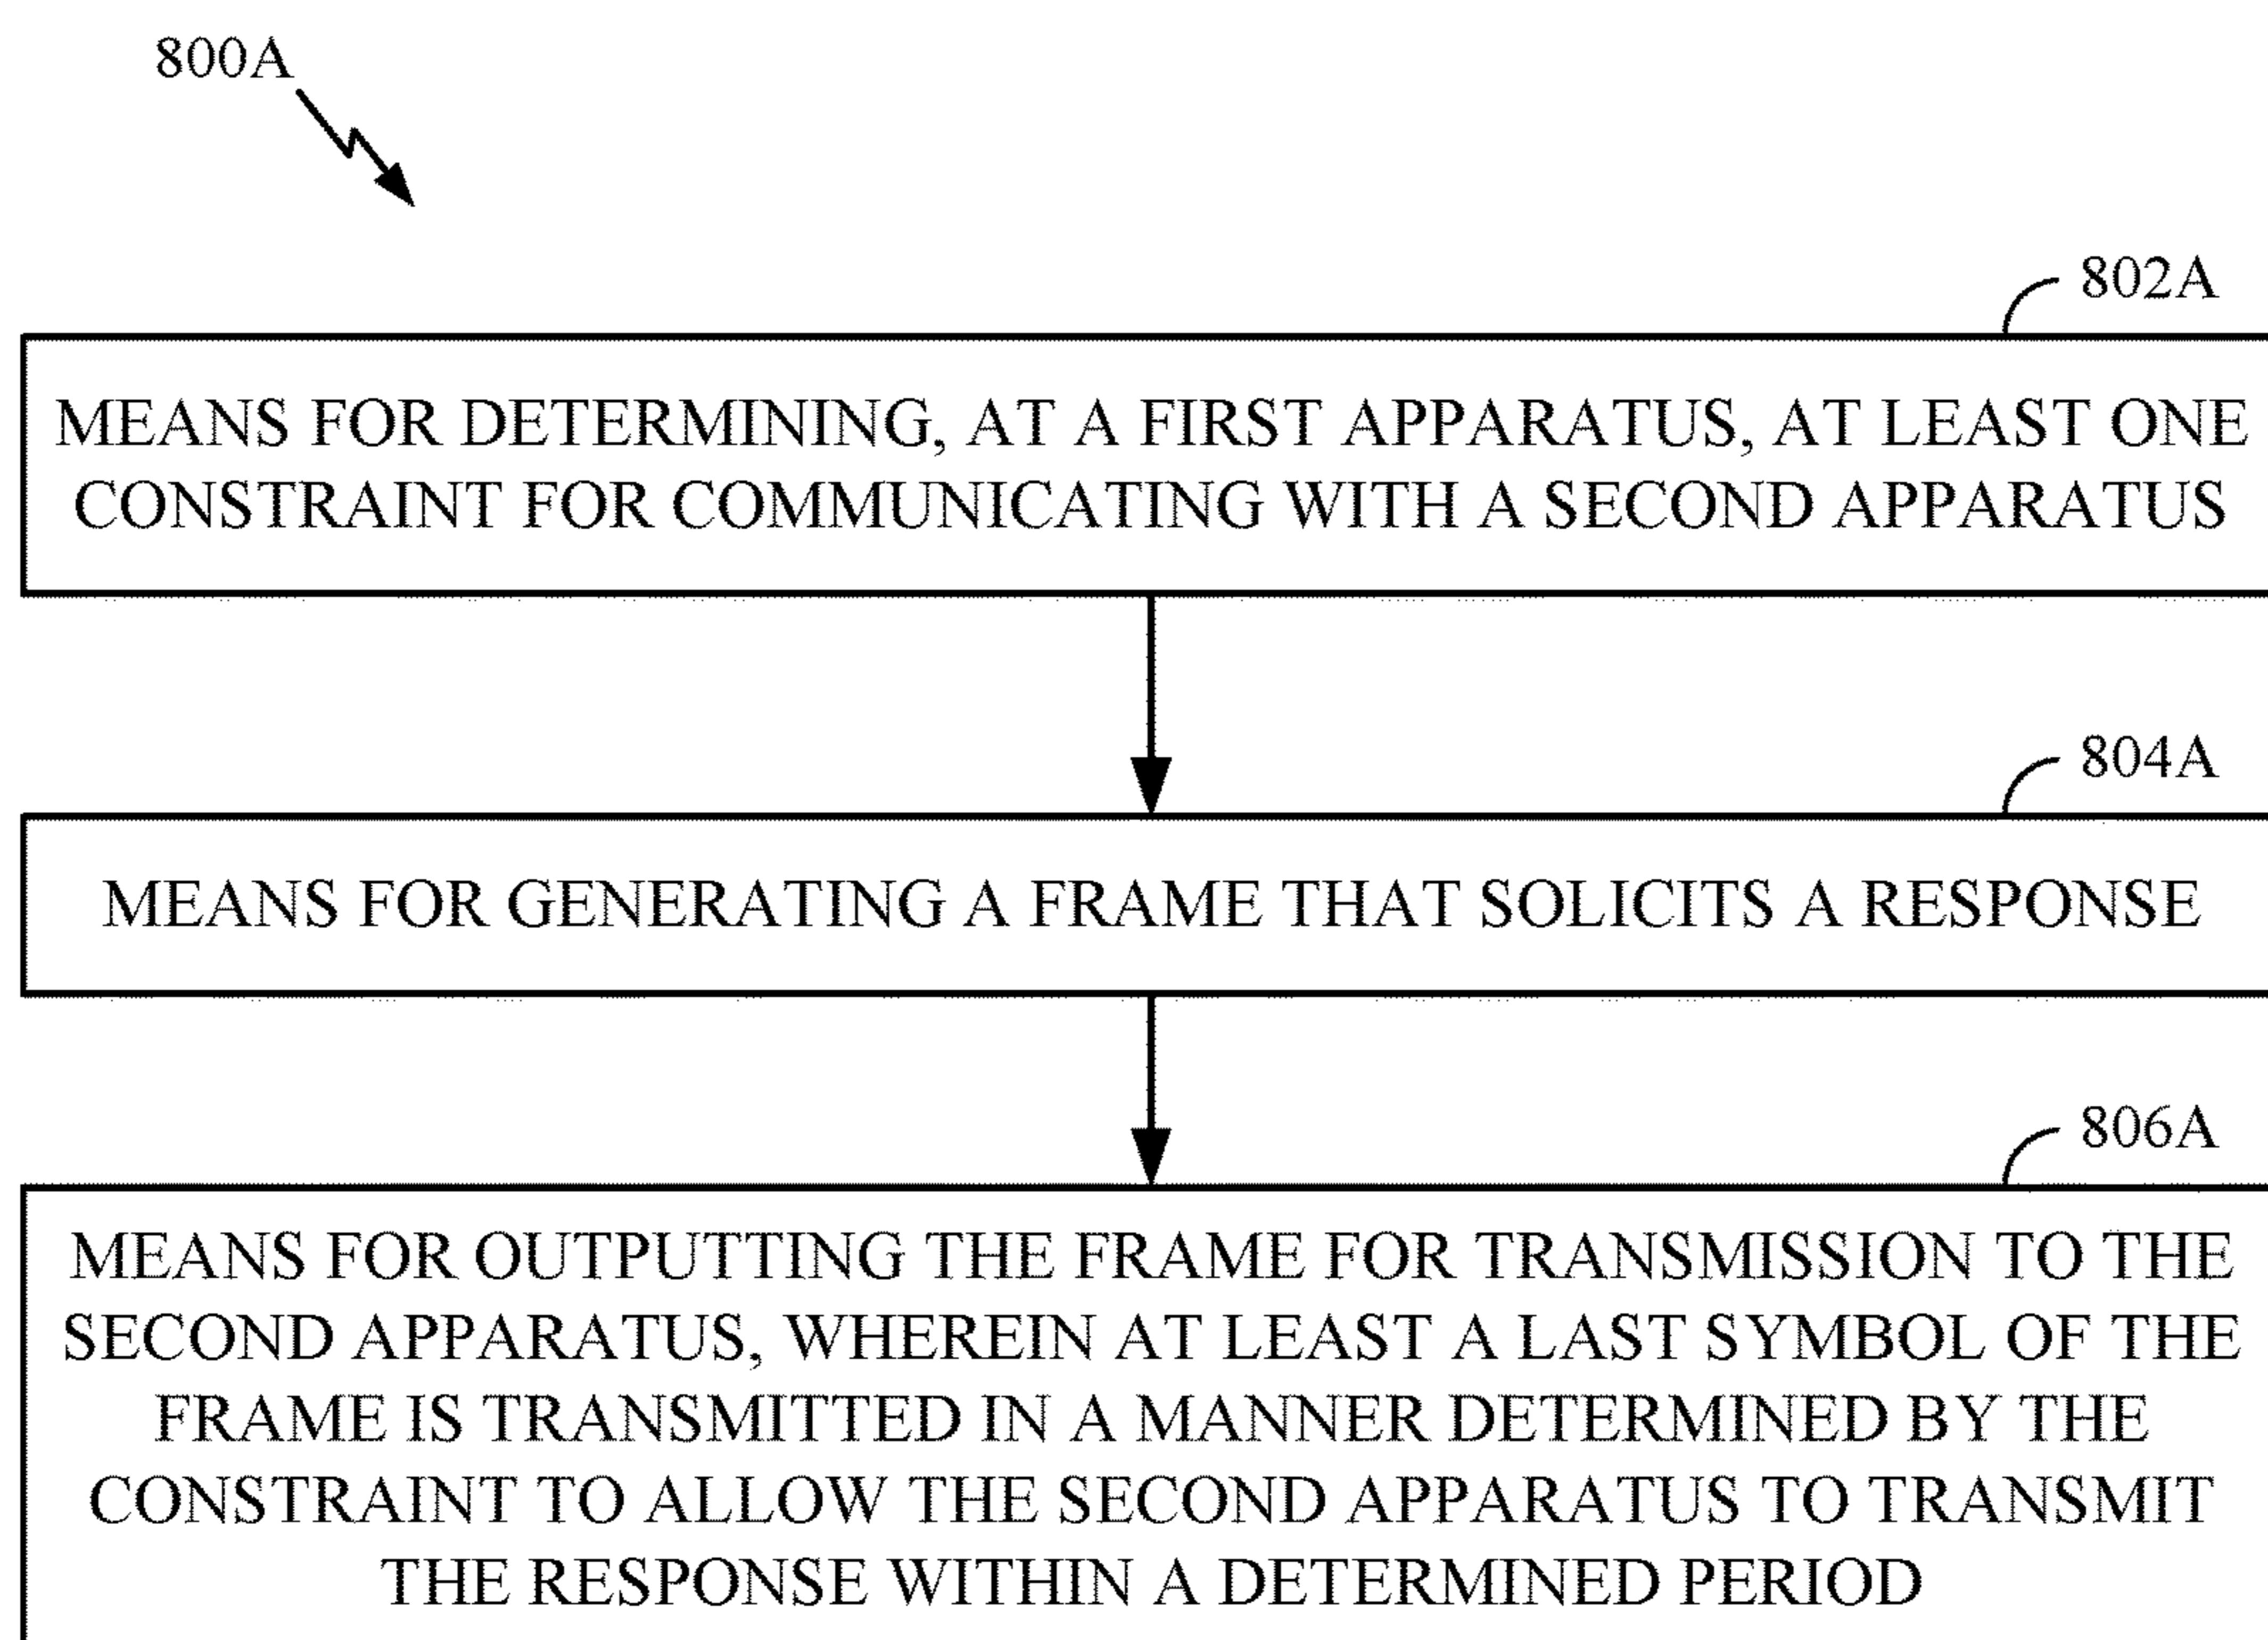 800A
802A
MEANS FOR DETERMINING, AT A FIRST APPARATUS, AT LEAST ONE
CONSTRAINT FOR COMMUNICATING WITH A SECOND APPARATUS
804A
MEANS FOR GENERATING A FRAME THAT SOLICITS A RESPONSE
806A
MEANS FOR OUTPUTTING THE FRAME FOR TRANSMISSION TO THE
SECOND APPARATUS, WHEREIN AT LEAST A LAST SYMBOL OF THE
FRAME IS TRANSMITTED IN A MANNER DETERMINED BY THE
CONSTRAINT TO ALLOW THE SECOND APPARATUS TO TRANSMIT
THE RESPONSE WITHIN A DETERMINED PERIOD